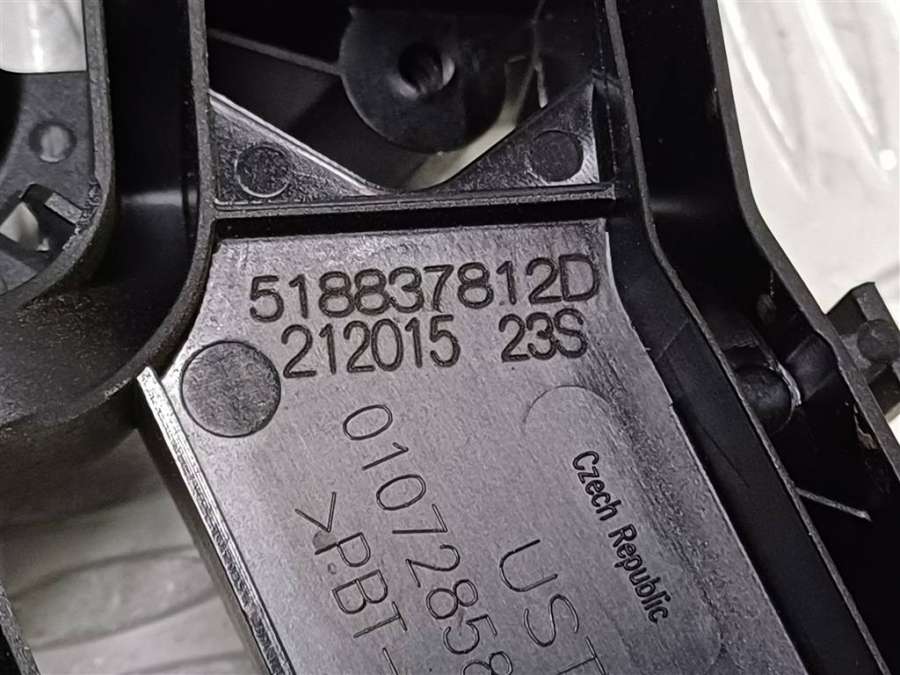 518837812D
212015 23S
0107285
>PBT-
UST
Czech Republic